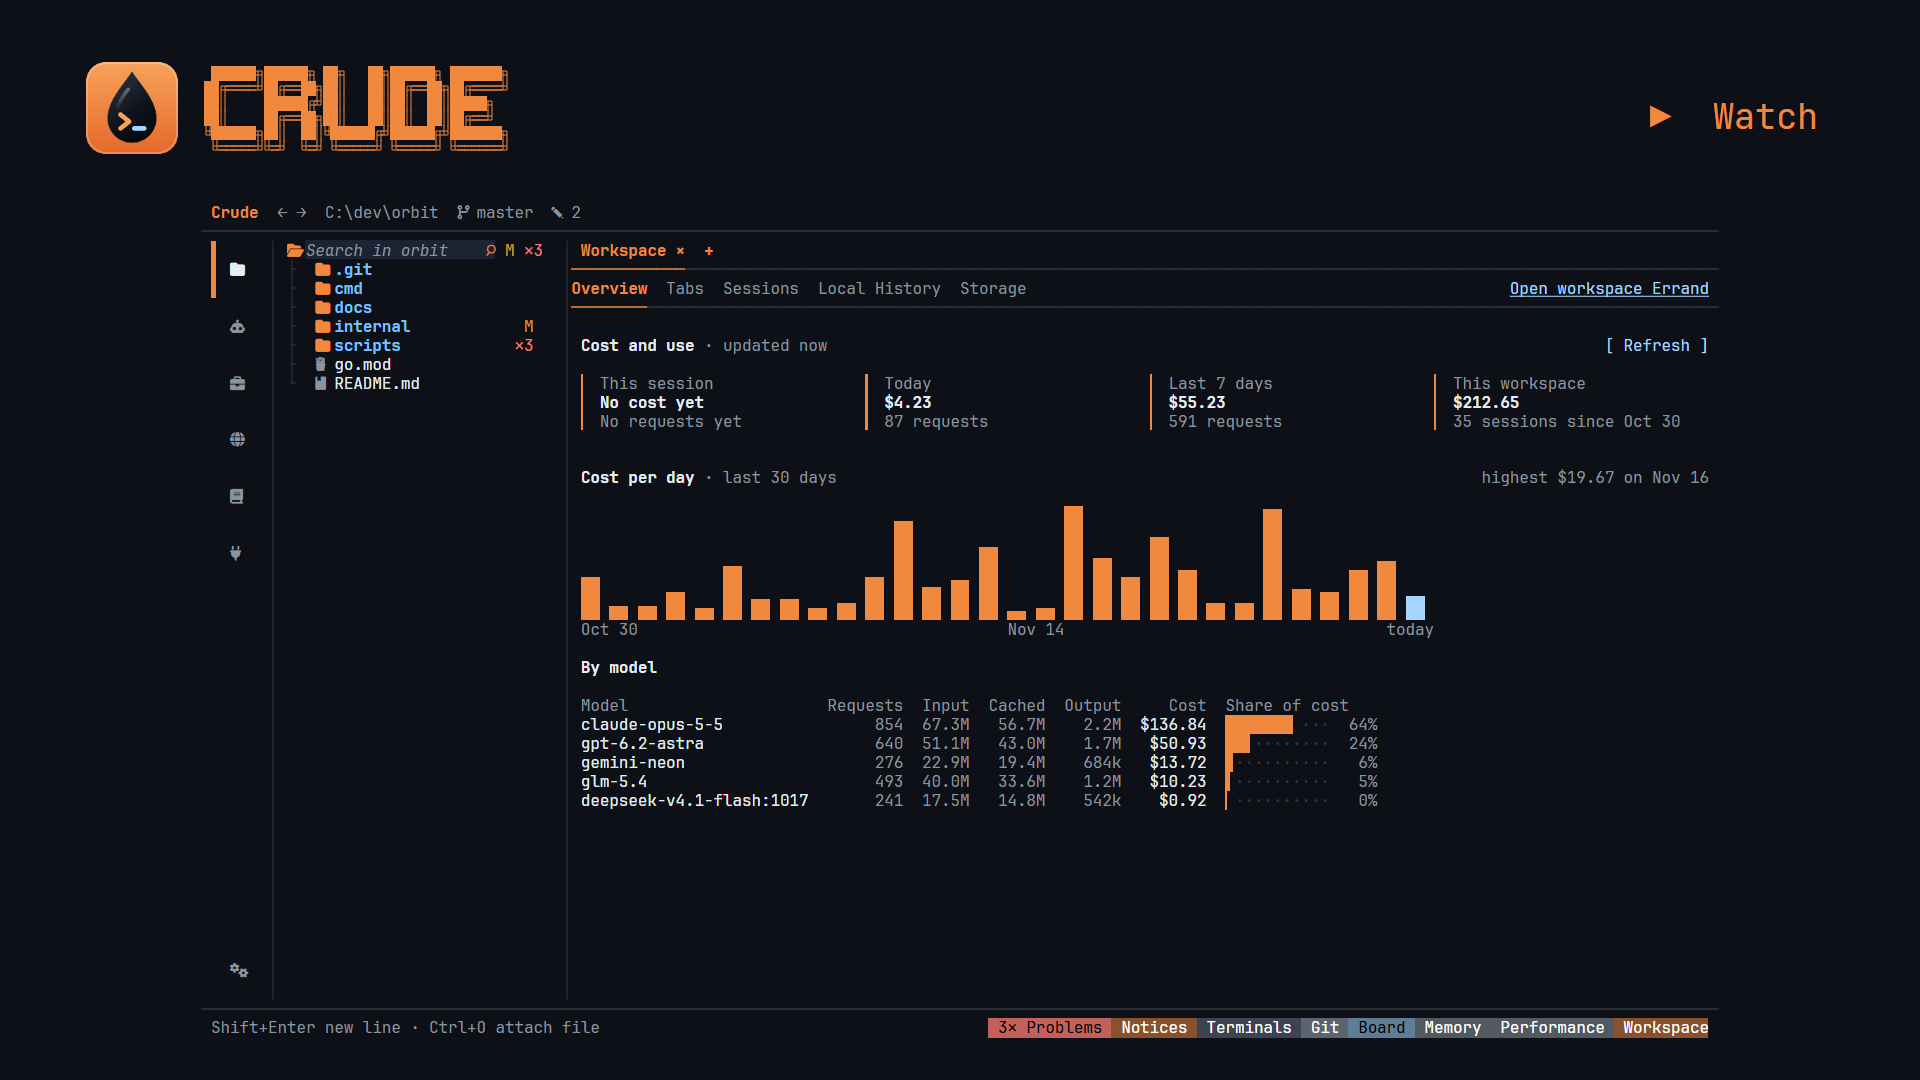 CRUDE
▶ Watch
Crude ← → C:\dev\orbit master 2
Search in orbit M ×3
.git
cmd
docs
internal M
scripts ×3
go.mod
README.md
Workspace × +
Overview Tabs Sessions Local History Storage Open workspace Errand
Cost and use · updated now [ Refresh ]
This session Today Last 7 days This workspace
No cost yet $4.23 $55.23 $212.65
No requests yet 87 requests 591 requests 35 sessions since Oct 30
Cost per day · last 30 days highest $19.67 on Nov 16
Oct 30 Nov 14 today
By model
Model Requests Input Cached Output Cost Share of cost
claude-opus-5-5 854 67.3M 56.7M 2.2M $136.84 64%
gpt-6.2-astra 640 51.1M 43.0M 1.7M $50.93 24%
gemini-neon 276 22.9M 19.4M 684k $13.72 6%
glm-5.4 493 40.0M 33.6M 1.2M $10.23 5%
deepseek-v4.1-flash:1017 241 17.5M 14.8M 542k $0.92 0%
Shift+Enter new line · Ctrl+O attach file
3× Problems Notices Terminals Git Board Memory Performance Workspace